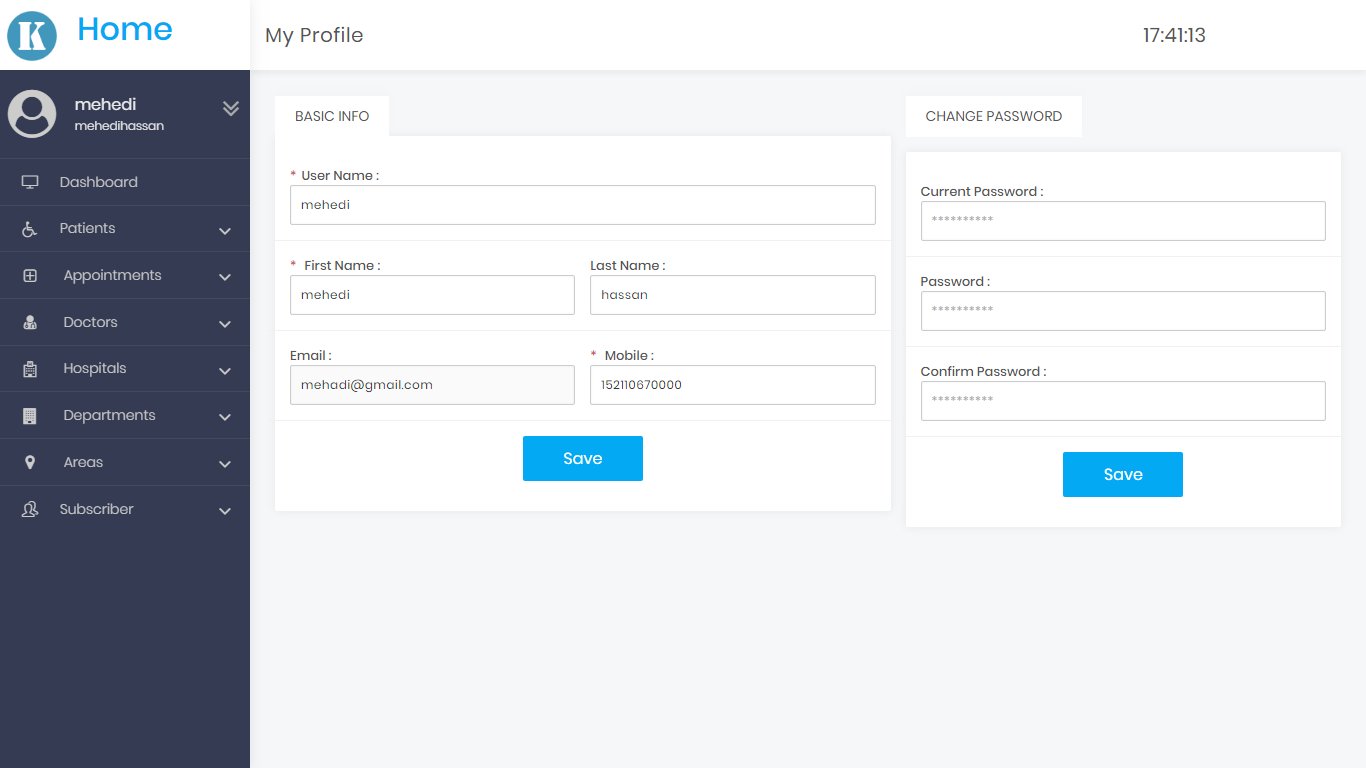 K Home
My Profile
17:41:13
mehedi
mehedihassan
Dashboard
Patients
Appointments
Doctors
Hospitals
Departments
Areas
Subscriber
BASIC INFO
* User Name :
mehedi
* First Name :
mehedi
Last Name :
hassan
Email :
mehadi@gmail.com
* Mobile :
152110670000
Save
CHANGE PASSWORD
Current Password :
**********
Password :
**********
Confirm Password :
**********
Save